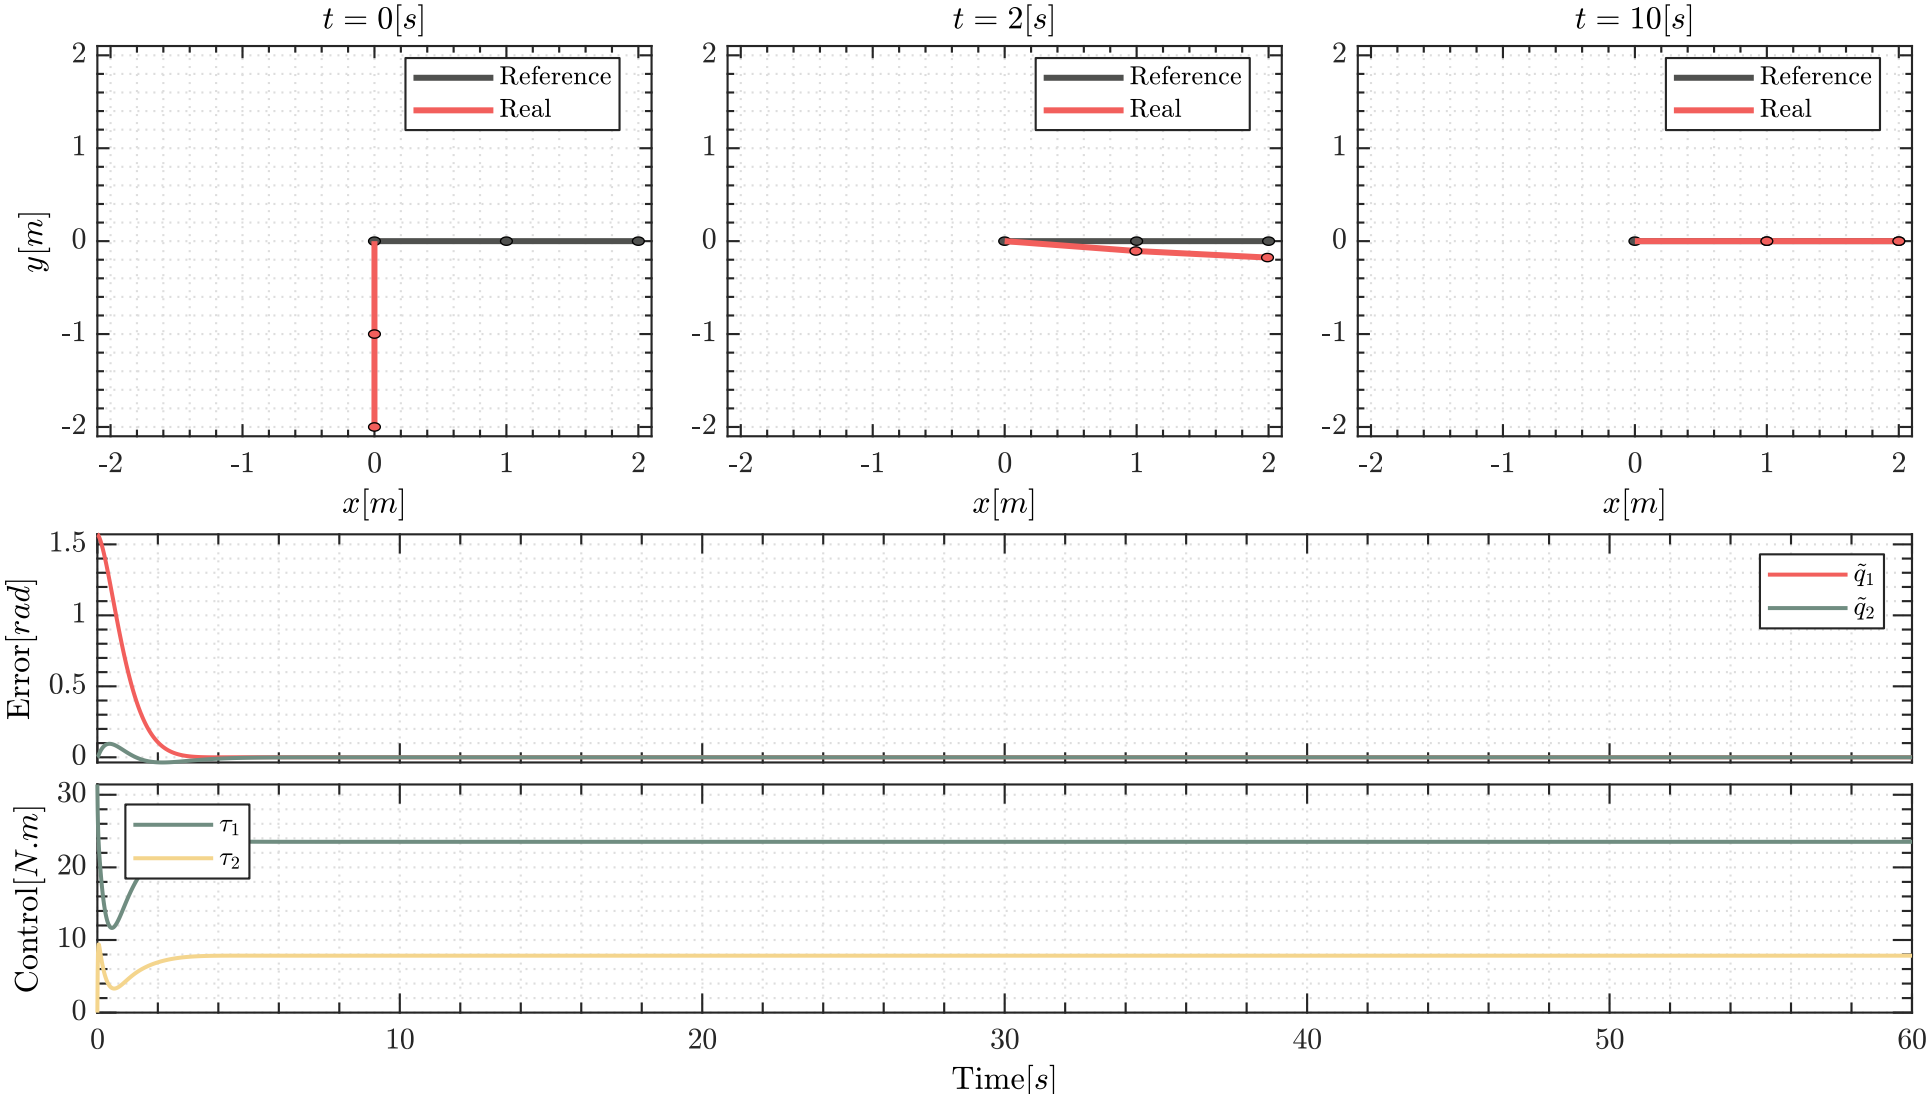 t = 0[s]
t = 2[s]
t = 10[s]
2
1
0
-1
-2
y[m]
Reference
Real
-2 -1 0 1 2
x[m]
2
1
0
-1
-2
Reference
Real
-2 -1 0 1 2
x[m]
2
1
0
-1
-2
Reference
Real
-2 -1 0 1 2
x[m]
1.5
1
0.5
0
Error[rad]
q̃₁
q̃₂
30
20
10
0
Control[N.m]
τ₁
τ₂
0 10 20 30 40 50 60
Time[s]